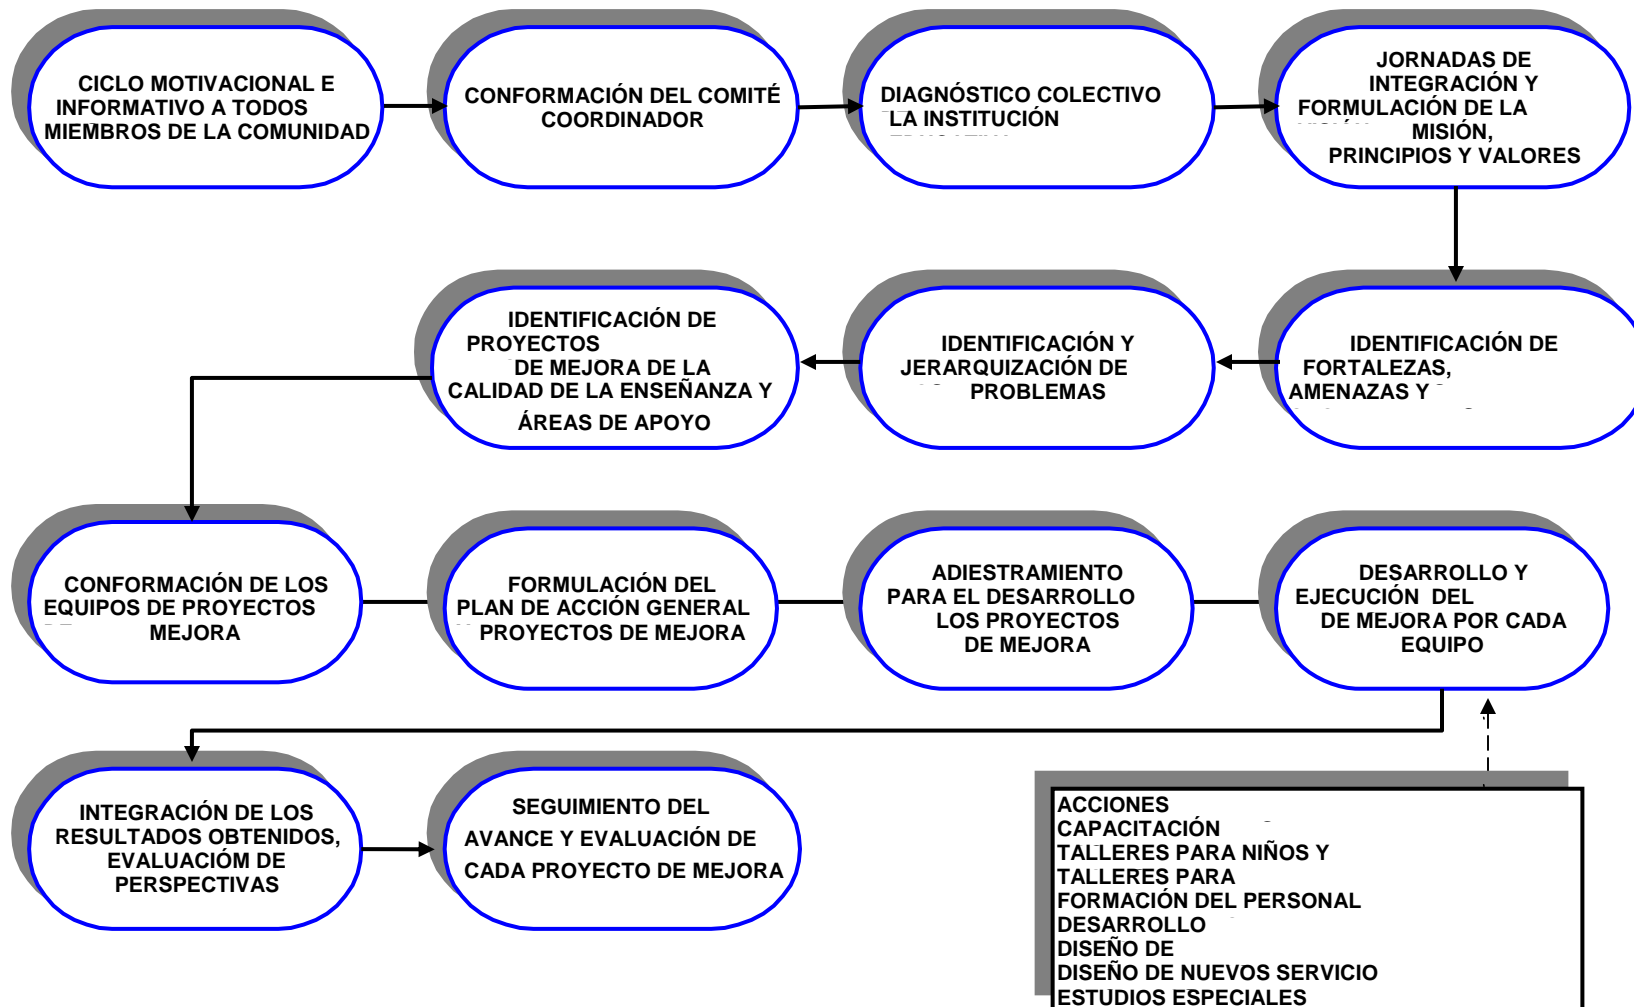 CICLO MOTIVACIONAL E
INFORMATIVO A TODOS
MIEMBROS DE LA COMUNIDAD
CONFORMACIÓN DEL COMITÉ
COORDINADOR
DIAGNÓSTICO COLECTIVO
LA INSTITUCIÓN
JORNADAS DE
INTEGRACIÓN Y
FORMULACIÓN DE LA
MISIÓN,
PRINCIPIOS Y VALORES
IDENTIFICACIÓN DE
PROYECTOS
DE MEJORA DE LA
CALIDAD DE LA ENSEÑANZA Y
ÁREAS DE APOYO
IDENTIFICACIÓN Y
JERARQUIZACIÓN DE
PROBLEMAS
IDENTIFICACIÓN DE
FORTALEZAS,
AMENAZAS Y
CONFORMACIÓN DE LOS
EQUIPOS DE PROYECTOS
MEJORA
FORMULACIÓN DEL
PLAN DE ACCIÓN GENERAL
PROYECTOS DE MEJORA
ADIESTRAMIENTO
PARA EL DESARROLLO
LOS PROYECTOS
DE MEJORA
DESARROLLO Y
EJECUCIÓN DEL
DE MEJORA POR CADA
EQUIPO
INTEGRACIÓN DE LOS
RESULTADOS OBTENIDOS,
EVALUACIÓM DE
PERSPECTIVAS
SEGUIMIENTO DEL
AVANCE Y EVALUACIÓN DE
CADA PROYECTO DE MEJORA
ACCIONES
CAPACITACIÓN
TALLERES PARA NIÑOS Y
TALLERES PARA
FORMACIÓN DEL PERSONAL
DESARROLLO
DISEÑO DE
DISEÑO DE NUEVOS SERVICIO
ESTUDIOS ESPECIALES